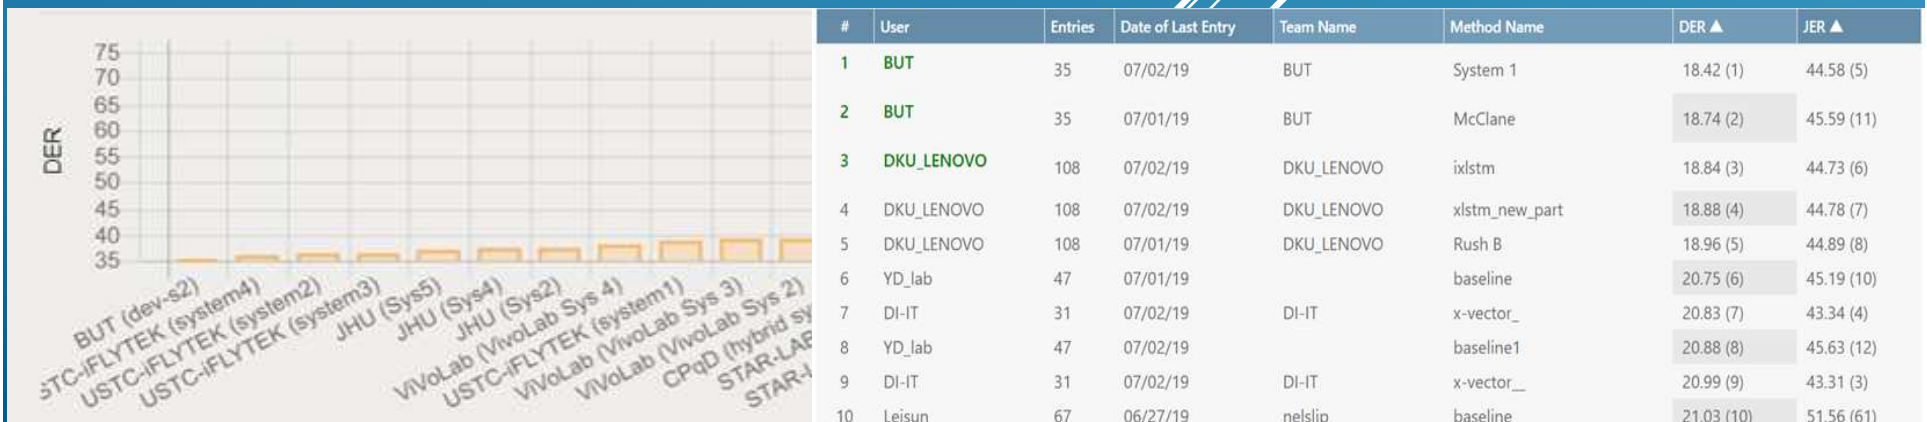 DER
75
70
65
60
55
50
45
40
35
BUT (dev-s2)
STC-iFLYTEK (system4)
USTC-iFLYTEK (system2)
USTC-iFLYTEK (system3)
JHU (Sys5)
JHU (Sys4)
JHU (Sys2)
ViVoLab (VivoLab Sys 4)
USTC-iFLYTEK (system1)
ViVoLab (VivoLab Sys 3)
ViVoLab (VivoLab Sys 2)
CPqD (hybrid sy
STAR-LAB
STAR-L
# User Entries Date of Last Entry Team Name Method Name DER ▲ JER ▲
1 BUT 35 07/02/19 BUT System 1 18.42 (1) 44.58 (5)
2 BUT 35 07/01/19 BUT McClane 18.74 (2) 45.59 (11)
3 DKU_LENOVO 108 07/02/19 DKU_LENOVO ixlstm 18.84 (3) 44.73 (6)
4 DKU_LENOVO 108 07/02/19 DKU_LENOVO xlstm_new_part 18.88 (4) 44.78 (7)
5 DKU_LENOVO 108 07/01/19 DKU_LENOVO Rush B 18.96 (5) 44.89 (8)
6 YD_lab 47 07/01/19 baseline 20.75 (6) 45.19 (10)
7 DI-IT 31 07/02/19 DI-IT x-vector_ 20.83 (7) 43.34 (4)
8 YD_lab 47 07/02/19 baseline1 20.88 (8) 45.63 (12)
9 DI-IT 31 07/02/19 DI-IT x-vector__ 20.99 (9) 43.31 (3)
10 Leisun 67 06/27/19 nelslip baseline 21.03 (10) 51.56 (61)